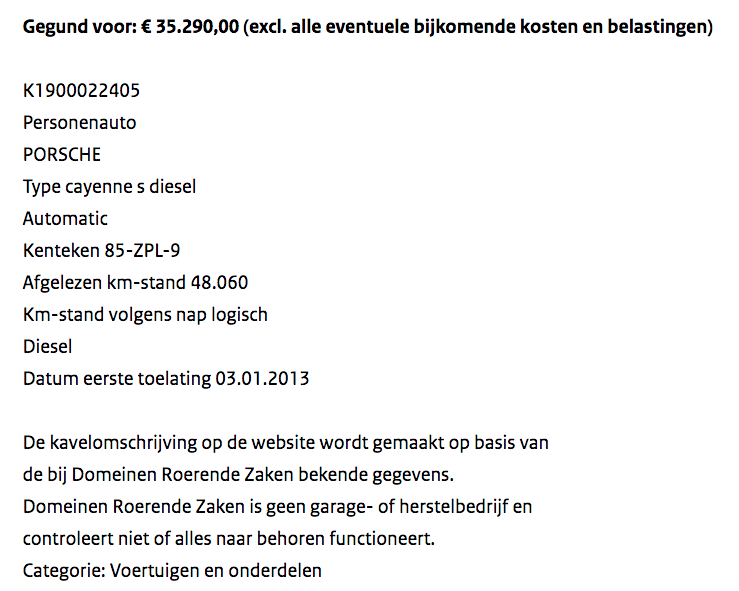 Gegund voor: € 35.290,00 (excl. alle eventuele bijkomende kosten en belastingen)
K1900022405
Personenauto
PORSCHE
Type cayenne s diesel
Automatic
Kenteken 85-ZPL-9
Afgelezen km-stand 48.060
Km-stand volgens nap logisch
Diesel
Datum eerste toelating 03.01.2013
De kavelomschrijving op de website wordt gemaakt op basis van
de bij Domeinen Roerende Zaken bekende gegevens.
Domeinen Roerende Zaken is geen garage- of herstelbedrijf en
controleert niet of alles naar behoren functioneert.
Categorie: Voertuigen en onderdelen